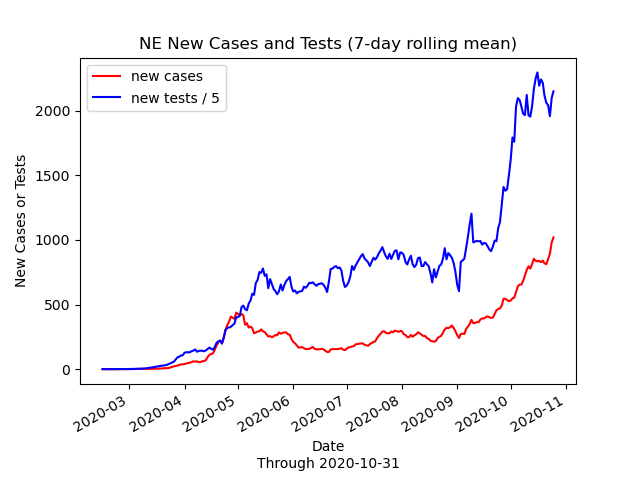 NE New Cases and Tests (7-day rolling mean)
new cases
new tests / 5
New Cases or Tests
2000
1500
1000
500
0
2020-03
2020-04
2020-05
2020-06
2020-07
2020-08
2020-09
2020-10
2020-11
Date
Through 2020-10-31